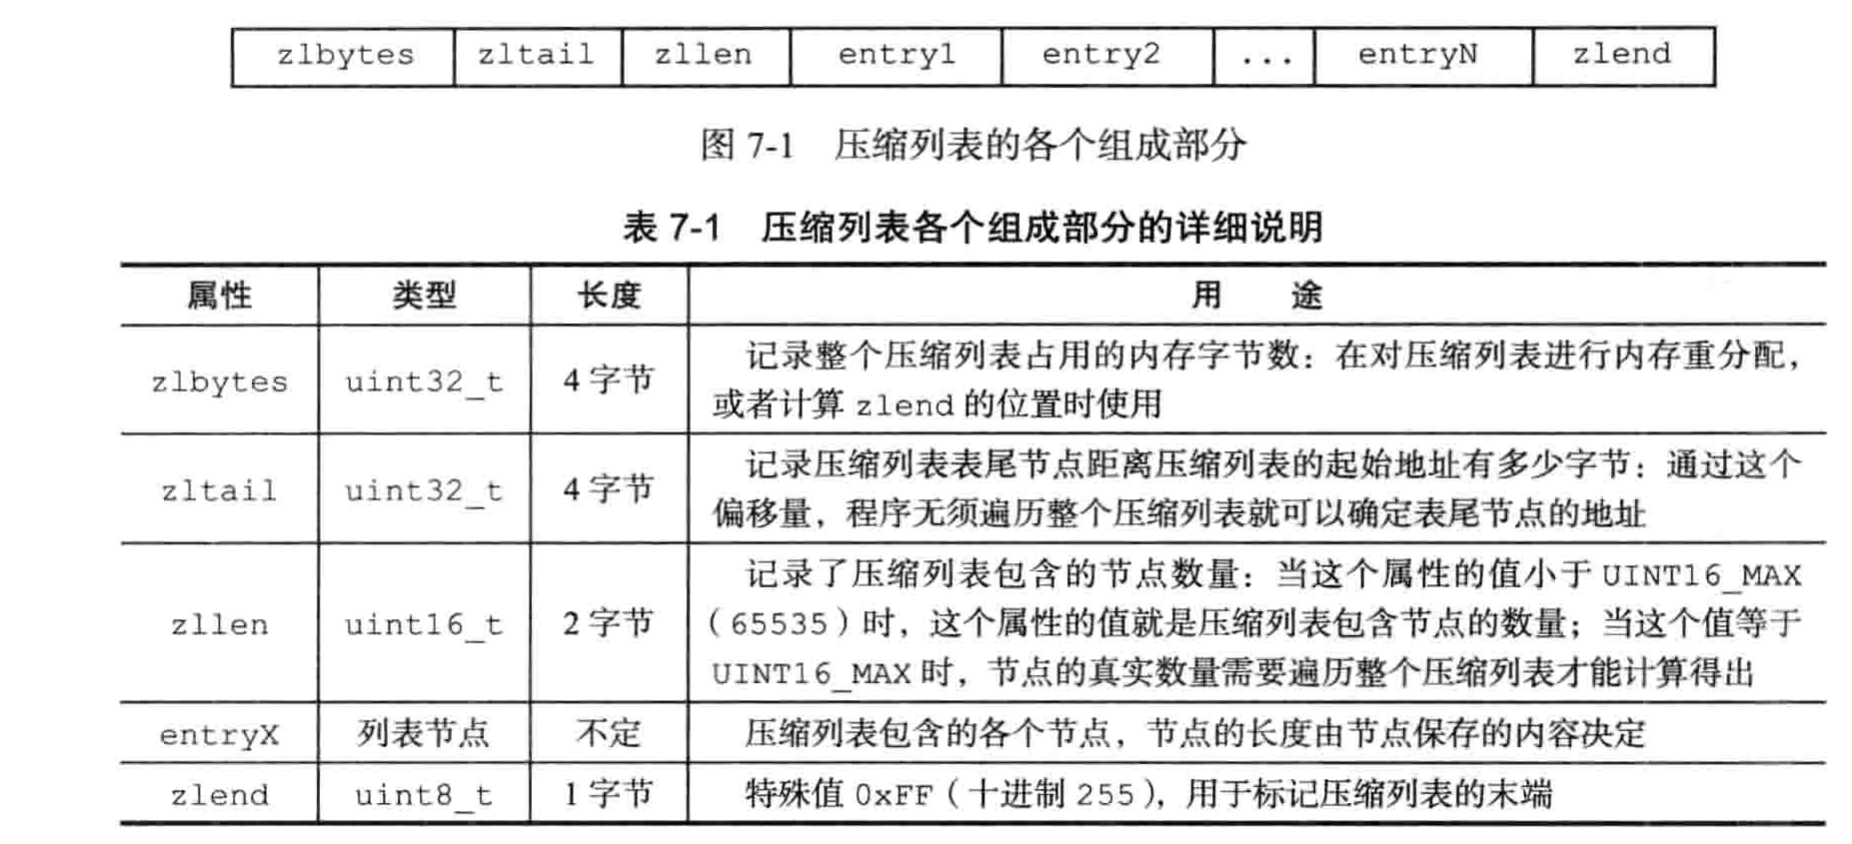 zlbytes zltail zllen entry1 entry2 ... entryN zlend
图 7-1 压缩列表的各个组成部分
表 7-1 压缩列表各个组成部分的详细说明
属性 类型 长度 用 途
zlbytes uint32_t 4 字节 记录整个压缩列表占用的内存字节数：在对压缩列表进行内存重分配，
或者计算 zlend 的位置时使用
zltail uint32_t 4 字节 记录压缩列表表尾节点距离压缩列表的起始地址有多少字节：通过这个
偏移量，程序无须遍历整个压缩列表就可以确定表尾节点的地址
记录了压缩列表包含的节点数量：当这个属性的值小于 UINT16_MAX
zllen uint16_t 2 字节 （65535）时，这个属性的值就是压缩列表包含节点的数量；当这个值等于
UINT16_MAX 时，节点的真实数量需要遍历整个压缩列表才能计算得出
entryX 列表节点 不定 压缩列表包含的各个节点，节点的长度由节点保存的内容决定
zlend uint8_t 1 字节 特殊值 0xFF（十进制 255），用于标记压缩列表的末端